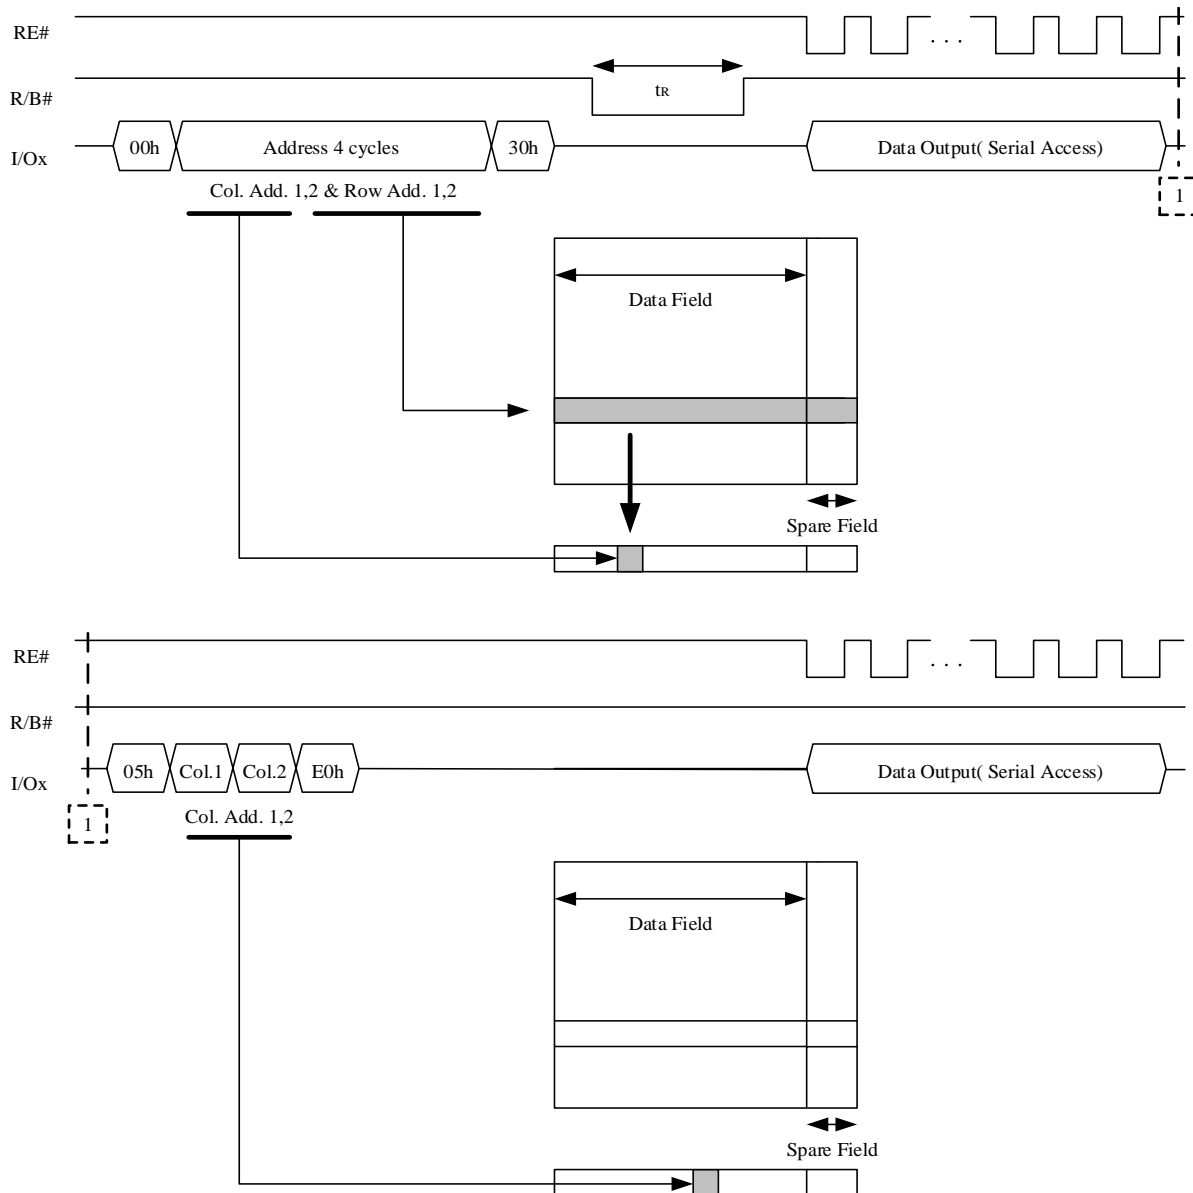 RE#
. . .
R/B#
tR
I/Ox
00h
Address 4 cycles
30h
Data Output( Serial Access)
Col. Add. 1,2 & Row Add. 1,2
1
Data Field
Spare Field
RE#
. . .
R/B#
I/Ox
05h
Col.1
Col.2
E0h
Data Output( Serial Access)
1
Col. Add. 1,2
Data Field
Spare Field